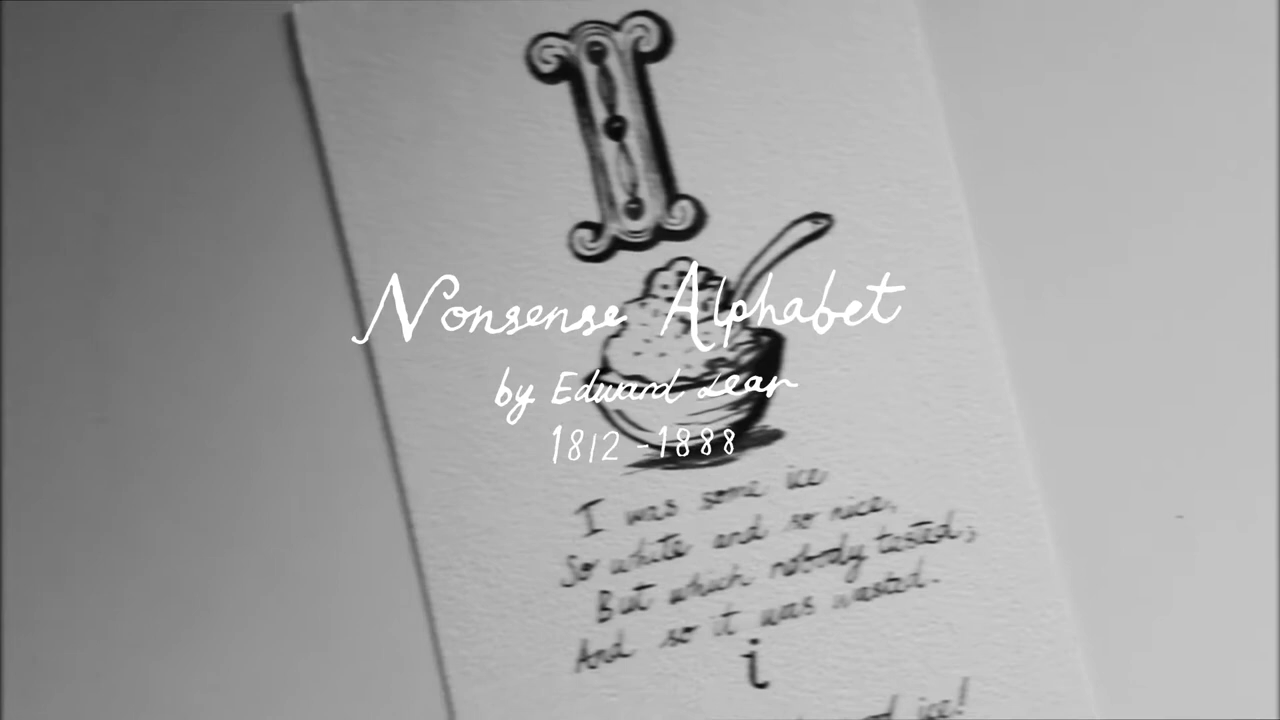 I
Nonsense Alphabet
by Edward Lear
1812 - 1888
I was some ice
So white and so nice,
But which nobody tasted;
And so it was wasted.
i
ice!